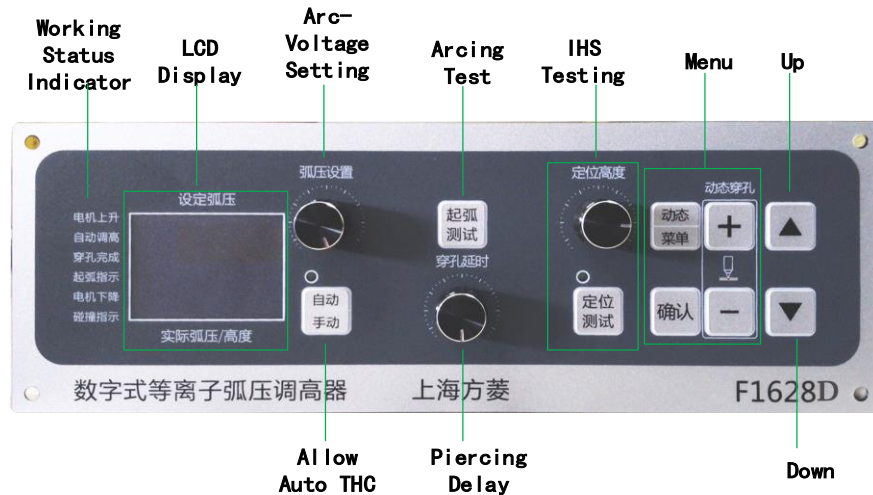 Working
Status
Indicator
LCD
Display
Arc-
Voltage
Setting
Arcing
Test
IHS
Testing
Menu
Up
弧压设置
定位高度
动态穿孔
设定弧压
电机上升
自动调高
穿孔完成
起弧指示
电机下降
碰撞指示
起弧
测试
动态
菜单
+
▲
穿孔延时
自动
手动
定位
测试
确认
−
▼
实际弧压/高度
数字式等离子弧压调高器
上海方菱
F1628D
Allow
Auto THC
Piercing
Delay
Down